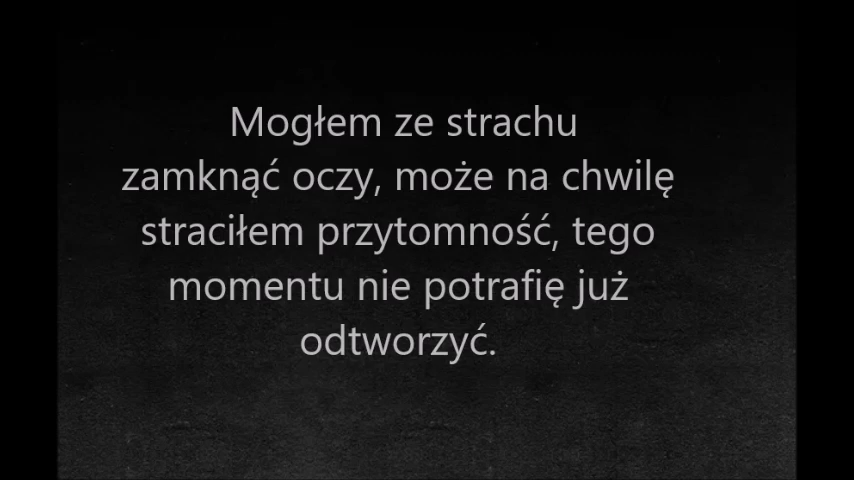 Mogłem ze strachu
zamknąć oczy, może na chwilę
straciłem przytomność, tego
momentu nie potrafię już
odtworzyć.